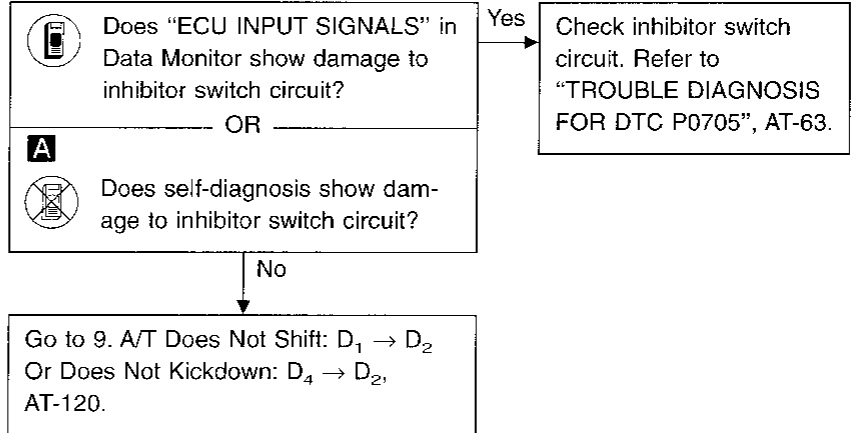 Does “ECU INPUT SIGNALS” in
Data Monitor show damage to
inhibitor switch circuit?
OR
A
Does self-diagnosis show dam-
age to inhibitor switch circuit?
Yes
Check inhibitor switch
circuit. Refer to
“TROUBLE DIAGNOSIS
FOR DTC P0705”, AT-63.
No
Go to 9. A/T Does Not Shift: D₁ → D₂
Or Does Not Kickdown: D₄ → D₂,
AT-120.